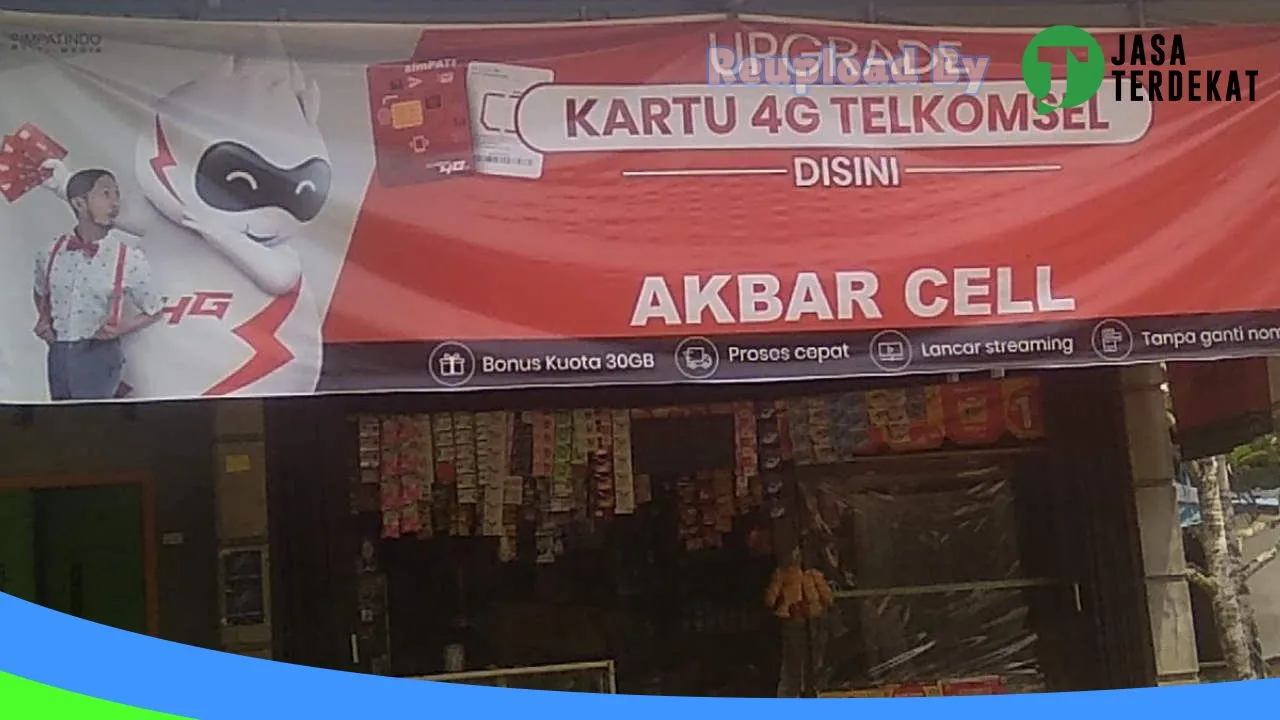 SIMPATINDO
UPGRADE
Reupload By
JASA
TERDEKAT
simPATI
KARTU 4G TELKOMSEL
DISINI
4G
4G
AKBAR CELL
Bonus Kuota 30GB
Proses cepat
Lancar streaming
Tanpa ganti nom